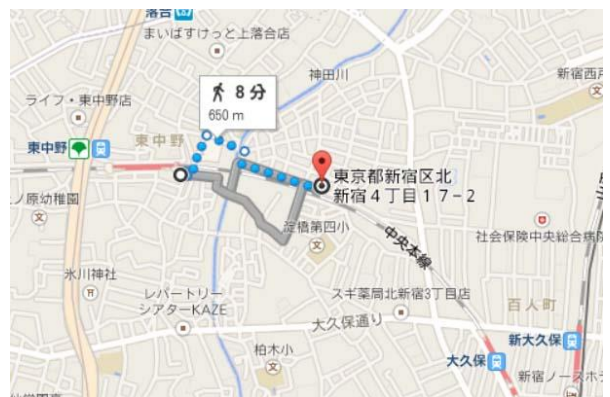 落合
まいばすけっと上落合店
8 分
650 m
神田川
新宿西戸
ライフ・東中野店
東中野
東中野
東京都新宿区北
新宿４丁目１７−２
ノ原幼稚園
淀橋第四小
中央本線
社会保険中央総合病院
氷川神社
レパートリー
シアターKAZE
スギ薬局北新宿3丁目店
百人町
大久保通り
新大久保
柏木小
大久保
新宿ノースホテ